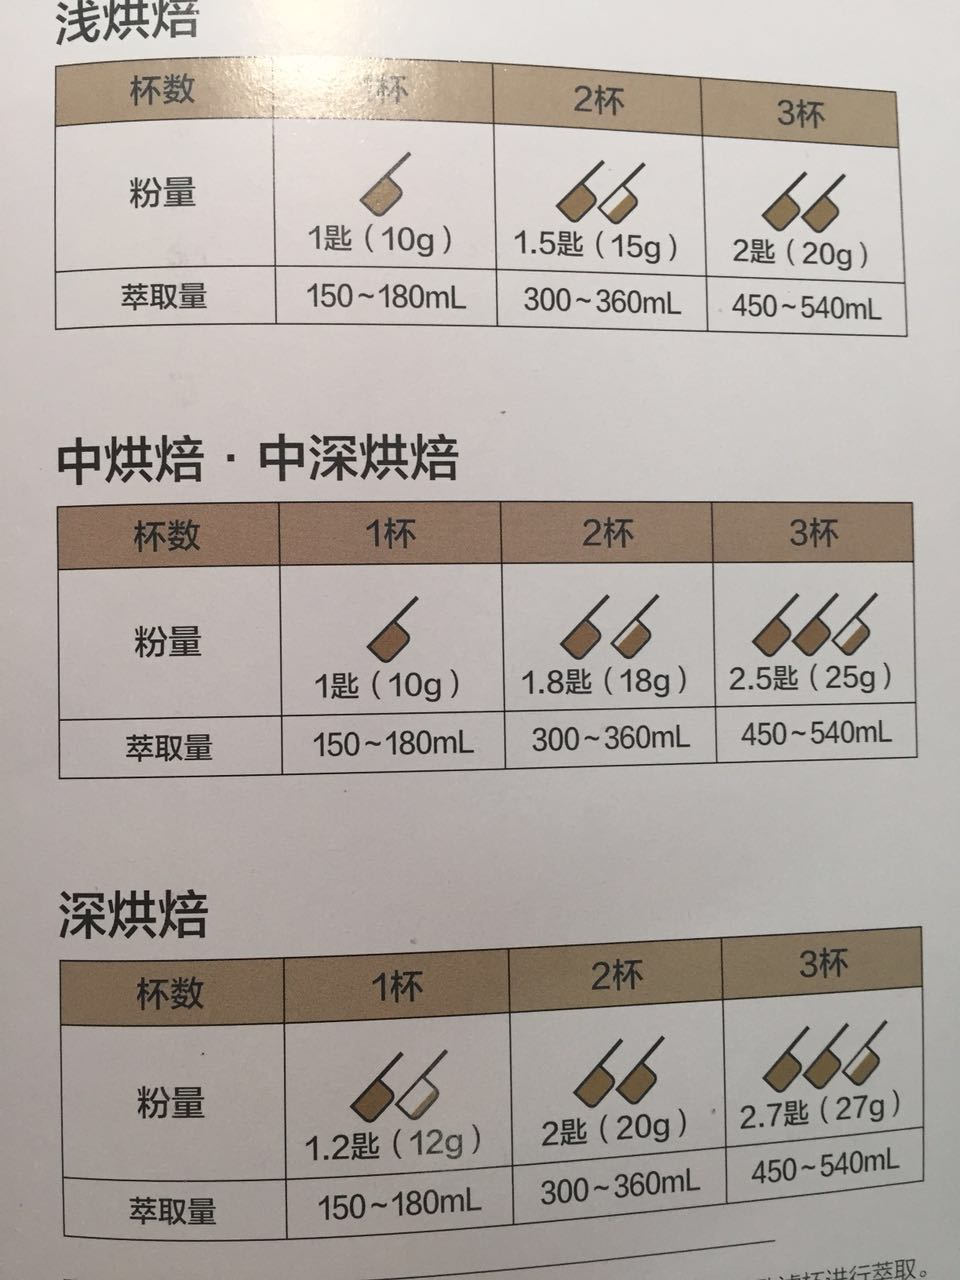 浅烘焙
杯数 1杯 2杯 3杯
粉量 1匙（10g） 1.5匙（15g） 2匙（20g）
萃取量 150~180mL 300~360mL 450~540mL
中烘焙·中深烘焙
杯数 1杯 2杯 3杯
粉量 1匙（10g） 1.8匙（18g） 2.5匙（25g）
萃取量 150~180mL 300~360mL 450~540mL
深烘焙
杯数 1杯 2杯 3杯
粉量 1.2匙（12g） 2匙（20g） 2.7匙（27g）
萃取量 150~180mL 300~360mL 450~540mL
滤杯进行萃取。